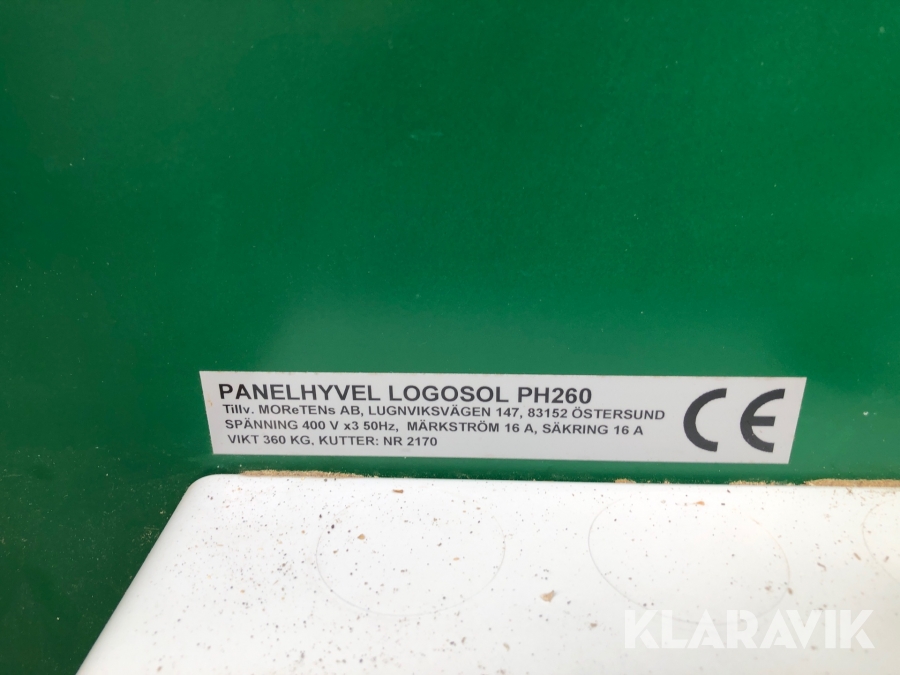 PANELHYVEL LOGOSOL PH260
Tillv. MOReTENs AB, LUGNVIKSVÄGEN 147, 83152 ÖSTERSUND
SPÄNNING 400 V x3 50Hz, MÄRKSTRÖM 16 A, SÄKRING 16 A
VIKT 360 KG, KUTTER: NR 2170
CE
KLARAVIK